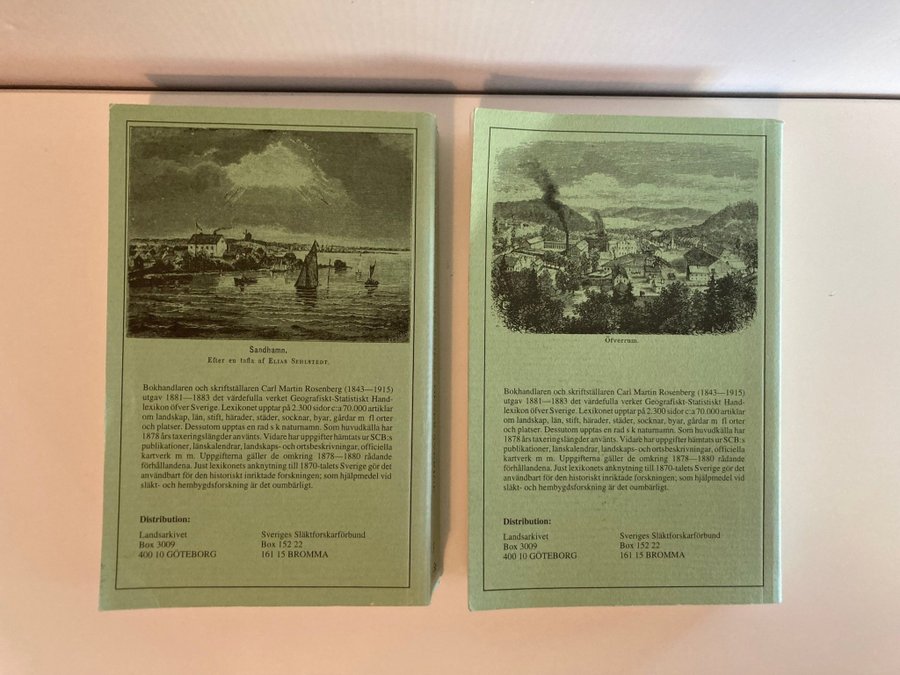 Sandhamn.
Efter en tafla af ELIAS SEHLSTEDT.
Bokhandlaren och skriftställaren Carl Martin Rosenberg (1843—1915)
utgav 1881—1883 det värdefulla verket Geografiskt-Statistiskt Hand-
lexikon öfver Sverige. Lexikonet upptar på 2.300 sidor c:a 70.000 artiklar
om landskap, län, stift, härader, städer, socknar, byar, gårdar m fl orter
och platser. Dessutom upptas en rad s k naturnamn. Som huvudkälla har
1878 års taxeringslängder använts. Vidare har uppgifter hämtats ur SCB:s
publikationer, länskalendrar, landskaps- och ortsbeskrivningar, officiella
kartverk m m. Uppgifterna gäller de omkring 1878—1880 rådande
förhållandena. Just lexikonets anknytning till 1870-talets Sverige gör det
användbart för den historiskt inriktade forskningen; som hjälpmedel vid
släkt- och hembygdsforskning är det oumbärligt.
Distribution:
Landsarkivet
Box 3009
400 10 GÖTEBORG
Sveriges Släktforskarförbund
Box 152 22
161 15 BROMMA
Öfverrum.
Bokhandlaren och skriftställaren Carl Martin Rosenberg (1843—1915)
utgav 1881—1883 det värdefulla verket Geografiskt-Statistiskt Hand-
lexikon öfver Sverige. Lexikonet upptar på 2.300 sidor c:a 70.000 artiklar
om landskap, län, stift, härader, städer, socknar, byar, gårdar m fl orter
och platser. Dessutom upptas en rad s k naturnamn. Som huvudkälla har
1878 års taxeringslängder använts. Vidare har uppgifter hämtats ur SCB:s
publikationer, länskalendrar, landskaps- och ortsbeskrivningar, officiella
kartverk m m. Uppgifterna gäller de omkring 1878—1880 rådande
förhållandena. Just lexikonets anknytning till 1870-talets Sverige gör det
användbart för den historiskt inriktade forskningen; som hjälpmedel vid
släkt- och hembygdsforskning är det oumbärligt.
Distribution:
Landsarkivet
Box 3009
400 10 GÖTEBORG
Sveriges Släktforskarförbund
Box 152 22
161 15 BROMMA